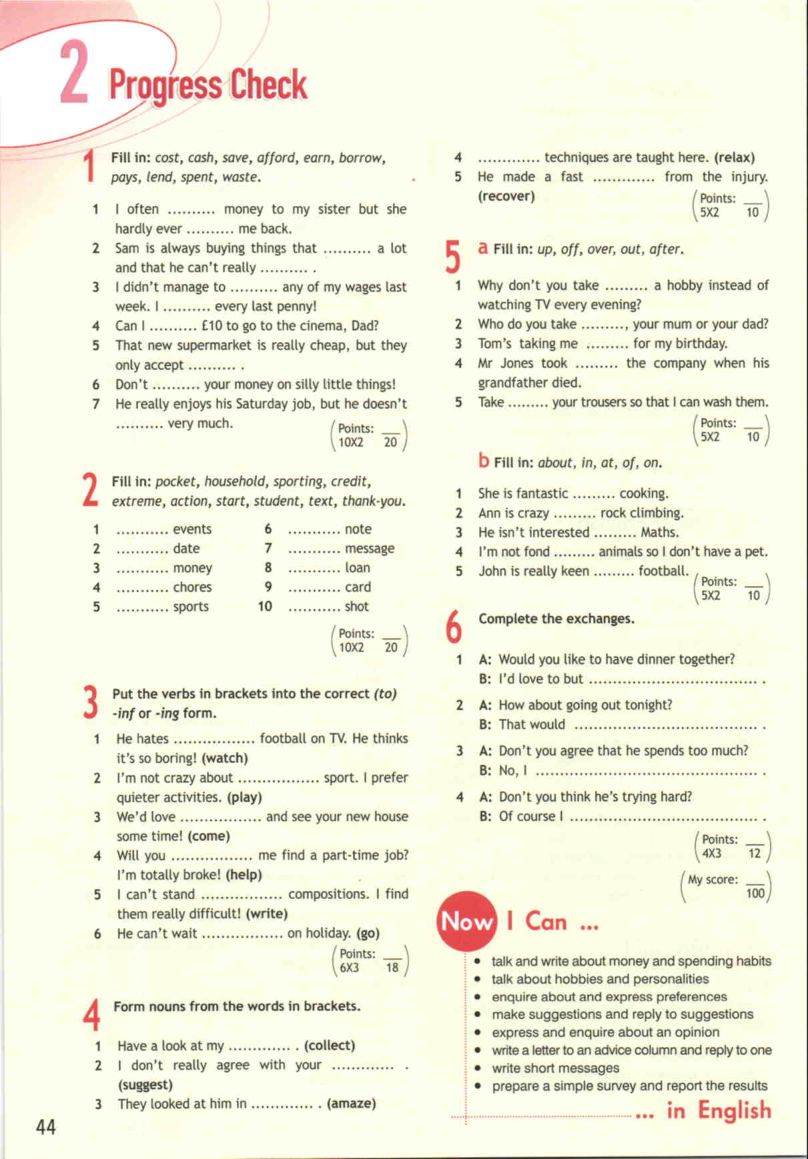 2 Progress Check
1 Fill in: cost, cash, save, afford, earn, borrow,
pays, lend, spent, waste.
1 I often .......... money to my sister but she
hardly ever .......... me back.
2 Sam is always buying things that .......... a lot
and that he can't really .......... .
3 I didn't manage to .......... any of my wages last
week. I .......... every last penny!
4 Can I .......... £10 to go to the cinema, Dad?
5 That new supermarket is really cheap, but they
only accept .......... .
6 Don't .......... your money on silly little things!
7 He really enjoys his Saturday job, but he doesn't
.......... very much.
(Points: __
10X2 20)
2 Fill in: pocket, household, sporting, credit,
extreme, action, start, student, text, thank-you.
1 ........... events 6 ........... note
2 ........... date 7 ........... message
3 ........... money 8 ........... loan
4 ........... chores 9 ........... card
5 ........... sports 10 ........... shot
(Points: __
10X2 20)
3 Put the verbs in brackets into the correct (to)
-inf or -ing form.
1 He hates ................. football on TV. He thinks
it's so boring! (watch)
2 I'm not crazy about ................. sport. I prefer
quieter activities. (play)
3 We'd love ................. and see your new house
some time! (come)
4 Will you ................. me find a part-time job?
I'm totally broke! (help)
5 I can't stand ................. compositions. I find
them really difficult! (write)
6 He can't wait ................. on holiday. (go)
(Points: __
6X3 18)
4 Form nouns from the words in brackets.
1 Have a look at my ............. . (collect)
2 I don't really agree with your ............. .
(suggest)
3 They looked at him in ............. . (amaze)
4 ............. techniques are taught here. (relax)
5 He made a fast ............. from the injury.
(recover)
(Points: __
5X2 10)
5 a Fill in: up, off, over, out, after.
1 Why don't you take ......... a hobby instead of
watching TV every evening?
2 Who do you take ........., your mum or your dad?
3 Tom's taking me ......... for my birthday.
4 Mr Jones took ......... the company when his
grandfather died.
5 Take ......... your trousers so that I can wash them.
(Points: __
5X2 10)
b Fill in: about, in, at, of, on.
1 She is fantastic ......... cooking.
2 Ann is crazy ......... rock climbing.
3 He isn't interested ......... Maths.
4 I'm not fond ......... animals so I don't have a pet.
5 John is really keen ......... football.
(Points: __
5X2 10)
6 Complete the exchanges.
1 A: Would you like to have dinner together?
B: I'd love to but .................................. .
2 A: How about going out tonight?
B: That would .................................... .
3 A: Don't you agree that he spends too much?
B: No, I ........................................... .
4 A: Don't you think he's trying hard?
B: Of course I ..................................... .
(Points: __
4X3 12)
(My score: __
100)
Now I Can ...
• talk and write about money and spending habits
• talk about hobbies and personalities
• enquire about and express preferences
• make suggestions and reply to suggestions
• express and enquire about an opinion
• write a letter to an advice column and reply to one
• write short messages
• prepare a simple survey and report the results
... in English
44